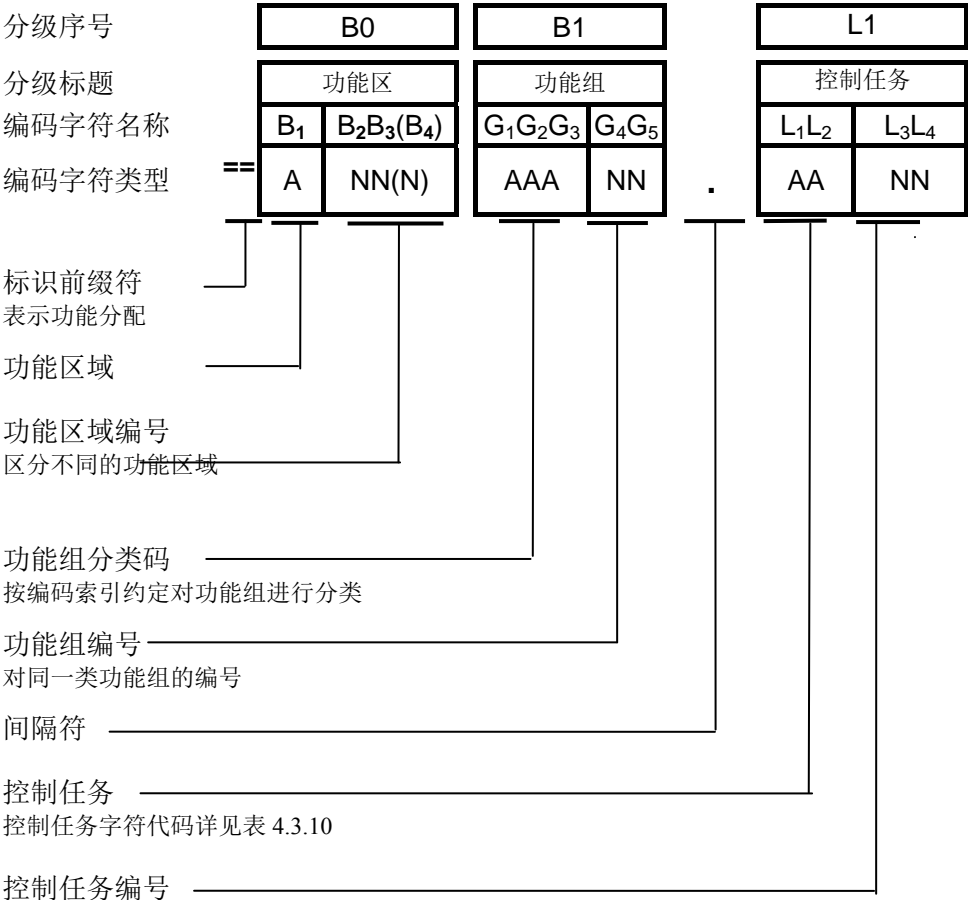 分级序号 B0 B1 L1
分级标题 功能区 功能组 控制任务
编码字符名称 B₁ B₂B₃(B₄) G₁G₂G₃ G₄G₅ L₁L₂ L₃L₄
编码字符类型 == A NN(N) AAA NN . AA NN
标识前缀符
表示功能分配
功能区域
功能区域编号
区分不同的功能区域
功能组分类码
按编码索引约定对功能组进行分类
功能组编号
对同一类功能组的编号
间隔符
控制任务
控制任务字符代码详见表 4.3.10
控制任务编号